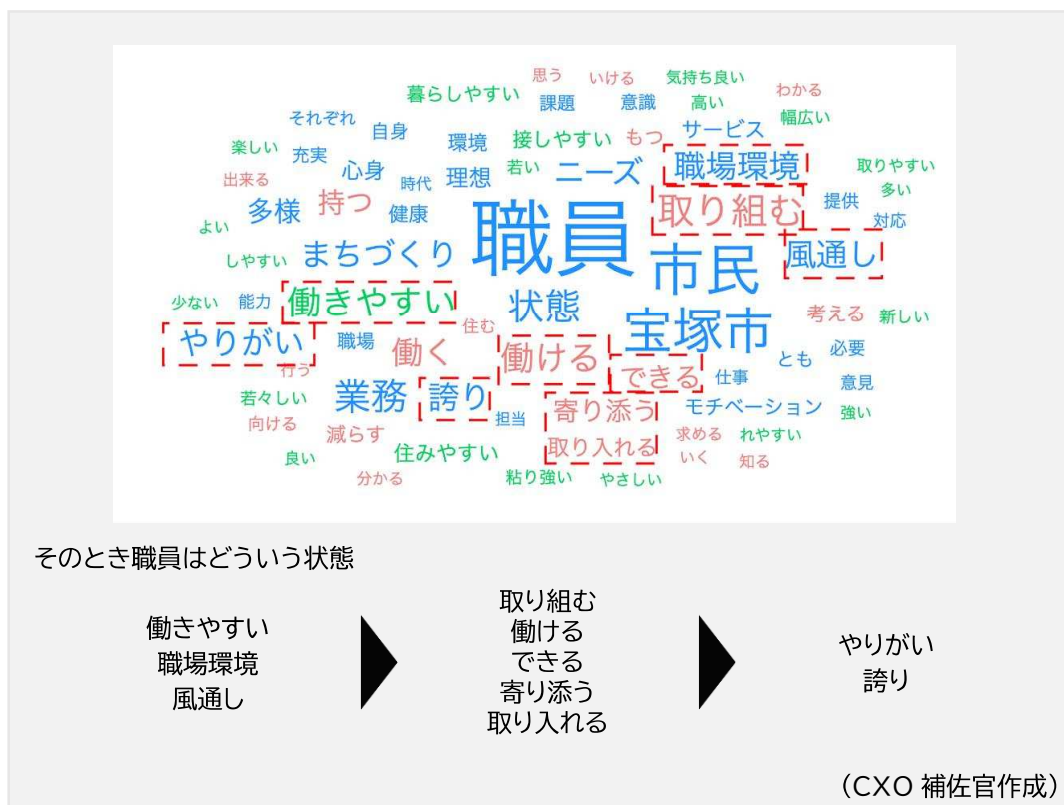 思う いける 気持ち良い
暮らしやすい 課題 意識 高い わかる
それぞれ 自身 環境 接しやすい もつ サービス 幅広い
楽しい 充実 心身 時代 理想 若い ニーズ 職場環境 取りやすい
出来る 多様 持つ 健康 職員 取り組む 提供 多い
よい 対応
しやすい まちづくり 市民 風通し
少ない 能力 働きやすい 状態 宝塚市 考える 新しい
やりがい 職場 働く 住む 働ける とも 必要
行う できる 仕事 意見
若々しい 業務 誇り 担当 寄り添う モチベーション 強い
向ける 減らす 住みやすい 取り入れる 求める れやすい
良い いく 知る
分かる 粘り強い やさしい
そのとき職員はどういう状態
働きやすい
職場環境
風通し
取り組む
働ける
できる
寄り添う
取り入れる
やりがい
誇り
（CXO 補佐官作成）